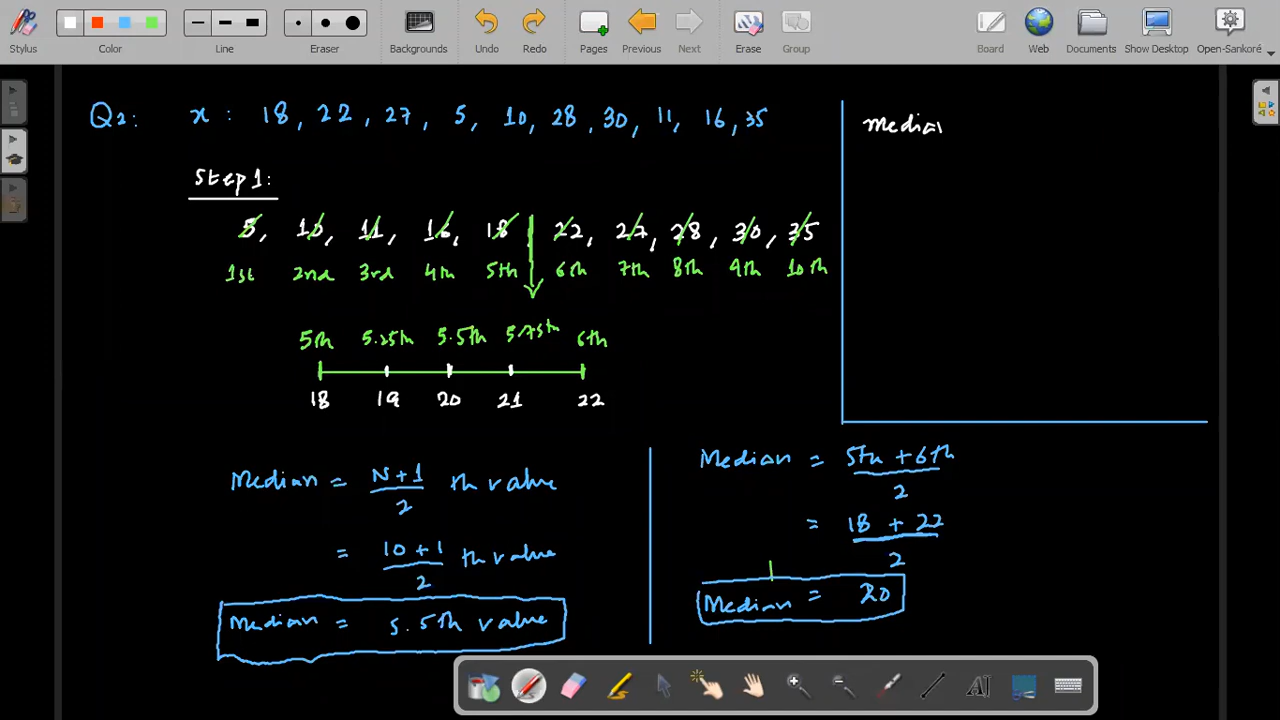 Stylus Color Line Eraser Backgrounds Undo Redo Pages Previous Next Erase Group Board Web Documents Show Desktop Open-Sankoré
Q2: x : 18, 22, 27, 5, 10, 28, 30, 11, 16, 35
Median
Step1:
5, 10, 11, 16, 18 22, 27, 28, 30, 35
1st 2nd 3rd 4th 5th 6th 7th 8th 9th 10th
5th 5.25th 5.5th 5.75th 6th
18 19 20 21 22
Median = N+1/2 th value
= 10+1/2 th value
Median = 5.5th value
Median = 5th + 6th/2
= 18 + 22/2
Median = 20
AI